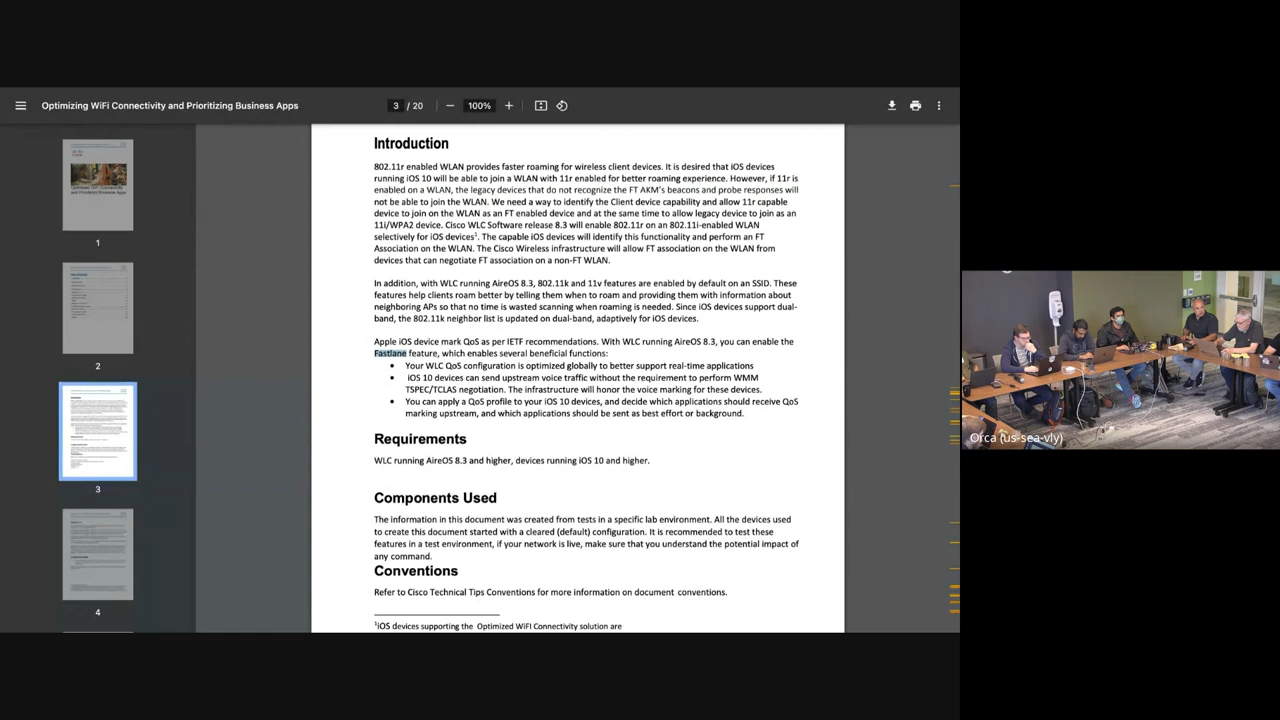 Optimizing WiFi Connectivity and Prioritizing Business Apps
3 / 20
100%
1
2
3
4
Introduction
802.11r enabled WLAN provides faster roaming for wireless client devices. It is desired that iOS devices
running iOS 10 will be able to join a WLAN with 11r enabled for better roaming experience. However, if 11r is
enabled on a WLAN, the legacy devices that do not recognize the FT AKM's beacons and probe responses will
not be able to join the WLAN. We need a way to identify the Client device capability and allow 11r capable
device to join on the WLAN as an FT enabled device and at the same time to allow legacy device to join as an
11i/WPA2 device. Cisco WLC Software release 8.3 will enable 802.11r on an 802.11i-enabled WLAN
selectively for iOS devices¹. The capable iOS devices will identify this functionality and perform an FT
Association on the WLAN. The Cisco Wireless infrastructure will allow FT association on the WLAN from
devices that can negotiate FT association on a non-FT WLAN.
In addition, with WLC running AireOS 8.3, 802.11k and 11v features are enabled by default on an SSID. These
features help clients roam better by telling them when to roam and providing them with information about
neighboring APs so that no time is wasted scanning when roaming is needed. Since iOS devices support dual-
band, the 802.11k neighbor list is updated on dual-band, adaptively for iOS devices.
Apple iOS device mark QoS as per IETF recommendations. With WLC running AireOS 8.3, you can enable the
Fastlane feature, which enables several beneficial functions:
• Your WLC QoS configuration is optimized globally to better support real-time applications
• iOS 10 devices can send upstream voice traffic without the requirement to perform WMM
TSPEC/TCLAS negotiation. The infrastructure will honor the voice marking for these devices.
• You can apply a QoS profile to your iOS 10 devices, and decide which applications should receive QoS
marking upstream, and which applications should be sent as best effort or background.
Requirements
WLC running AireOS 8.3 and higher, devices running iOS 10 and higher.
Components Used
The information in this document was created from tests in a specific lab environment. All the devices used
to create this document started with a cleared (default) configuration. It is recommended to test these
features in a test environment, if your network is live, make sure that you understand the potential impact of
any command.
Conventions
Refer to Cisco Technical Tips Conventions for more information on document conventions.
¹iOS devices supporting the Optimized WiFI Connectivity solution are
Orca (us-sea-vly)